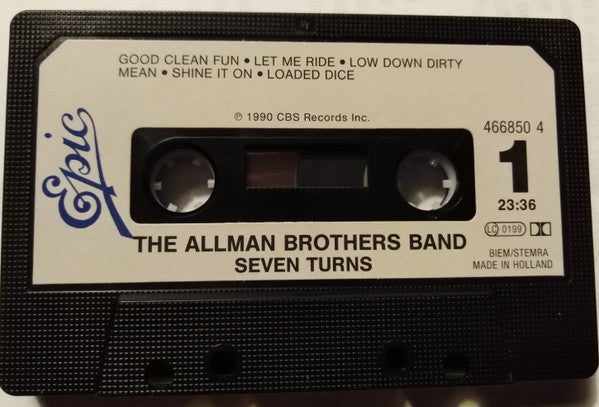 GOOD CLEAN FUN • LET ME RIDE • LOW DOWN DIRTY
MEAN • SHINE IT ON • LOADED DICE
℗ 1990 CBS Records Inc.
Epic
466850 4
1
23:36
LC 0199
THE ALLMAN BROTHERS BAND
SEVEN TURNS
BIEM/STEMRA
MADE IN HOLLAND